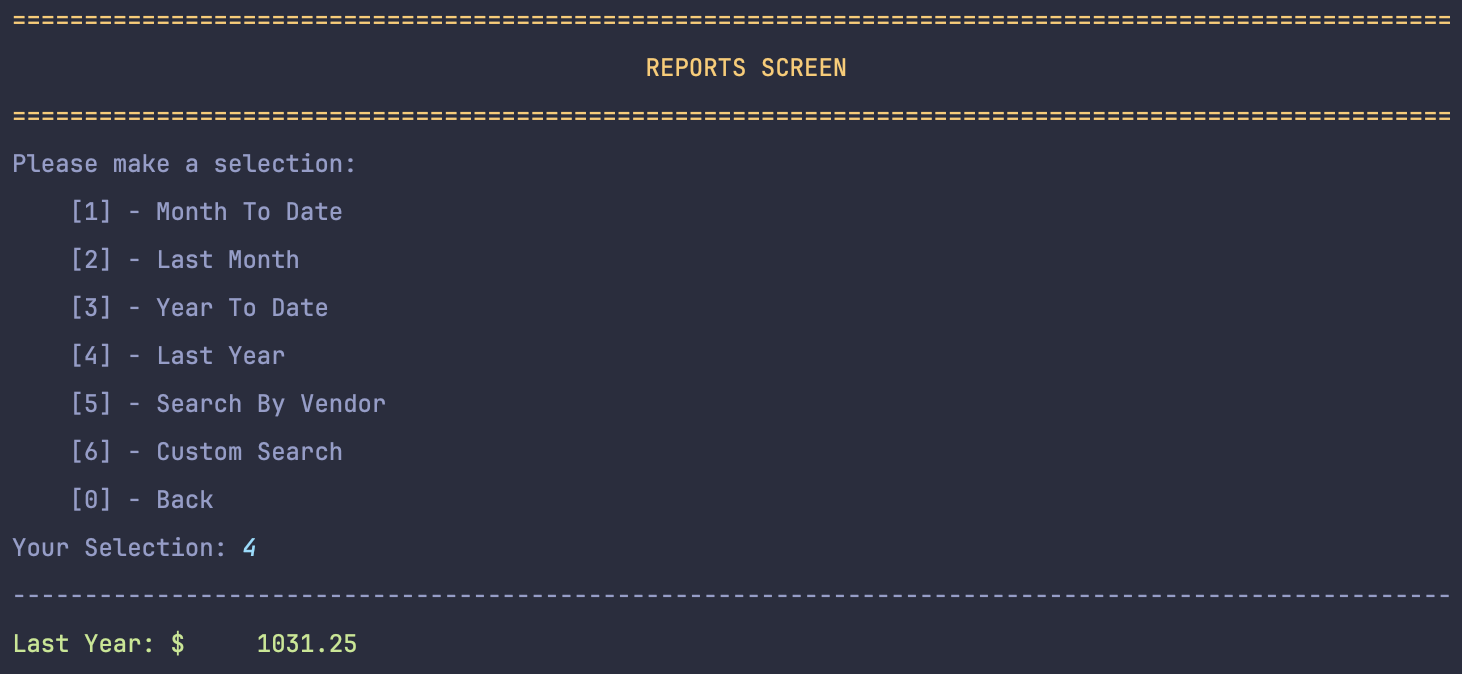 ====================================================================================================
REPORTS SCREEN
====================================================================================================
Please make a selection:
    [1] - Month To Date
    [2] - Last Month
    [3] - Year To Date
    [4] - Last Year
    [5] - Search By Vendor
    [6] - Custom Search
    [0] - Back
Your Selection: 4
----------------------------------------------------------------------------------------------------
Last Year: $     1031.25